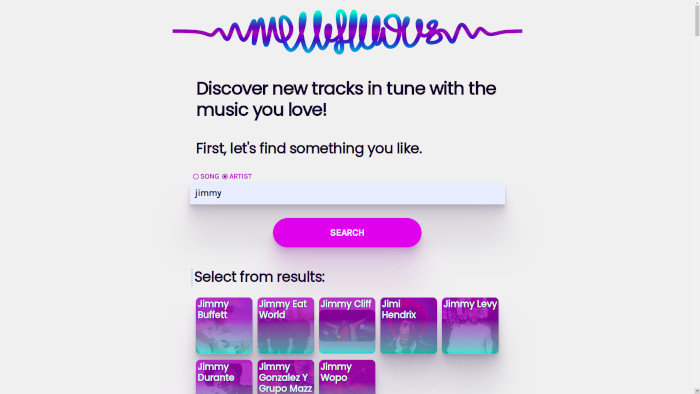 mellifluous
Discover new tracks in tune with the
music you love!
First, let's find something you like.
SONG ARTIST
jimmy
SEARCH
Select from results:
Jimmy
Buffett
Jimmy Eat
World
Jimmy Cliff
Jimi
Hendrix
Jimmy Levy
Jimmy
Durante
Jimmy
Gonzalez Y
Grupo Mazz
Jimmy
Wopo